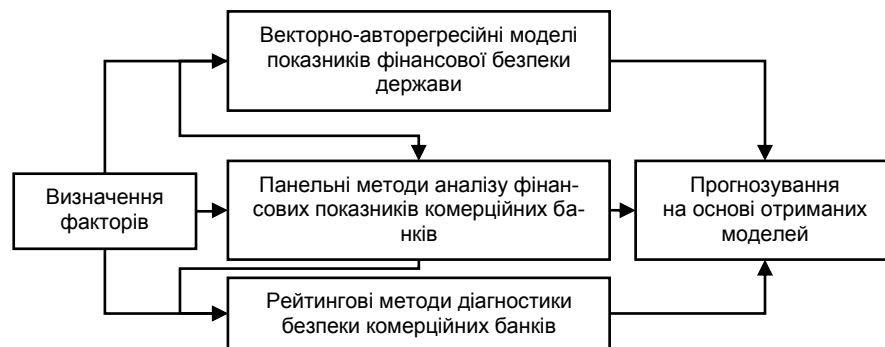 Векторно-авторегресійні моделі
показників фінансової безпеки
держави
Визначення
факторів
Панельні методи аналізу фінан-
сових показників комерційних ба-
нків
Прогнозування
на основі отриманих
моделей
Рейтингові методи діагностики
безпеки комерційних банків